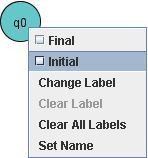 q0
Final
Initial
Change Label
Clear Label
Clear All Labels
Set Name